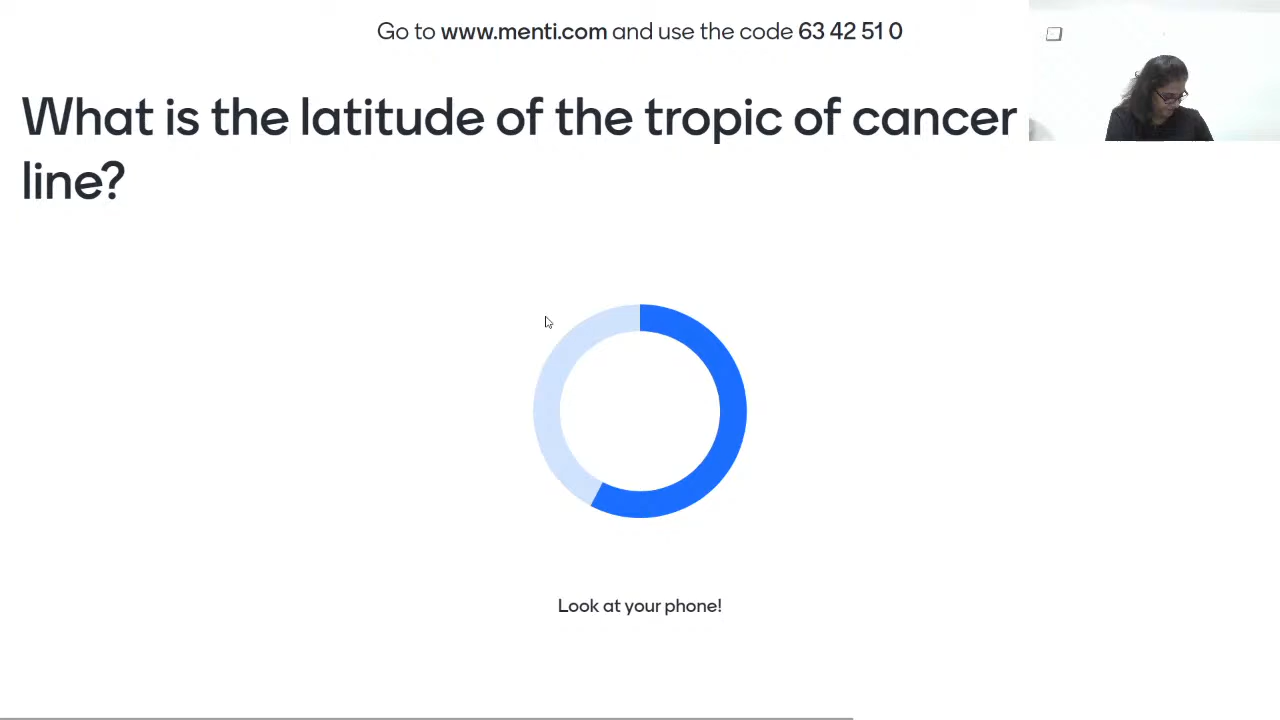 Go to www.menti.com and use the code 63 42 51 0
What is the latitude of the tropic of cancer
line?
Look at your phone!